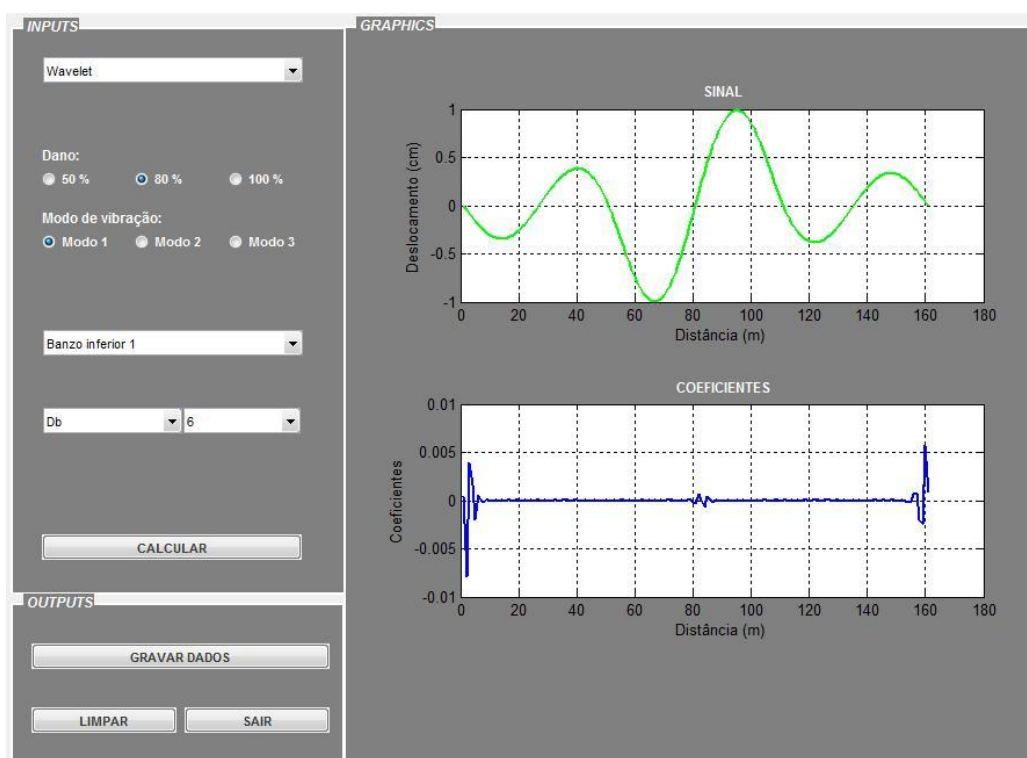 INPUTS
Wavelet
Dano:
50 % 80 % 100 %
Modo de vibração:
Modo 1 Modo 2 Modo 3
Banzo inferior 1
Db 6
CALCULAR
OUTPUTS
GRAVAR DADOS
LIMPAR SAIR
GRAPHICS
SINAL
Deslocamento (cm)
1
0.5
0
-0.5
-1
0 20 40 60 80 100 120 140 160 180
Distância (m)
COEFICIENTES
Coeficientes
0.01
0.005
0
-0.005
-0.01
0 20 40 60 80 100 120 140 160 180
Distância (m)